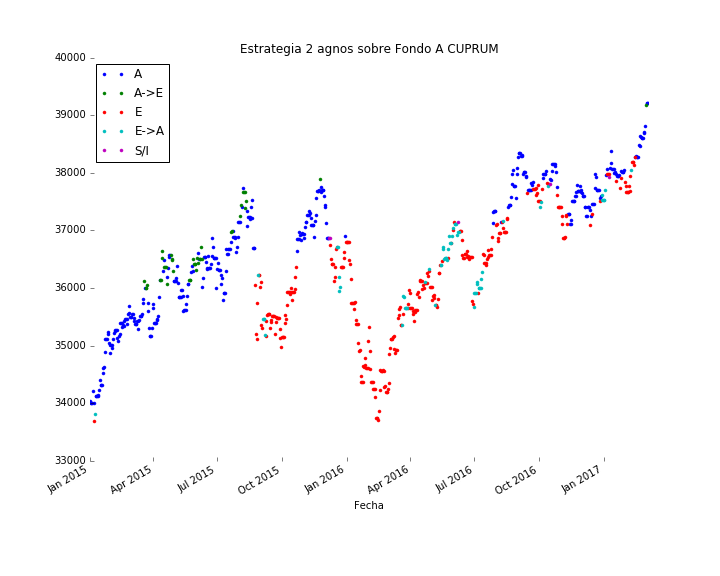 Estrategia 2 agnos sobre Fondo A CUPRUM
40000
39000
38000
37000
36000
35000
34000
33000
A
A->E
E
E->A
S/I
Jan 2015
Apr 2015
Jul 2015
Oct 2015
Jan 2016
Apr 2016
Jul 2016
Oct 2016
Jan 2017
Fecha